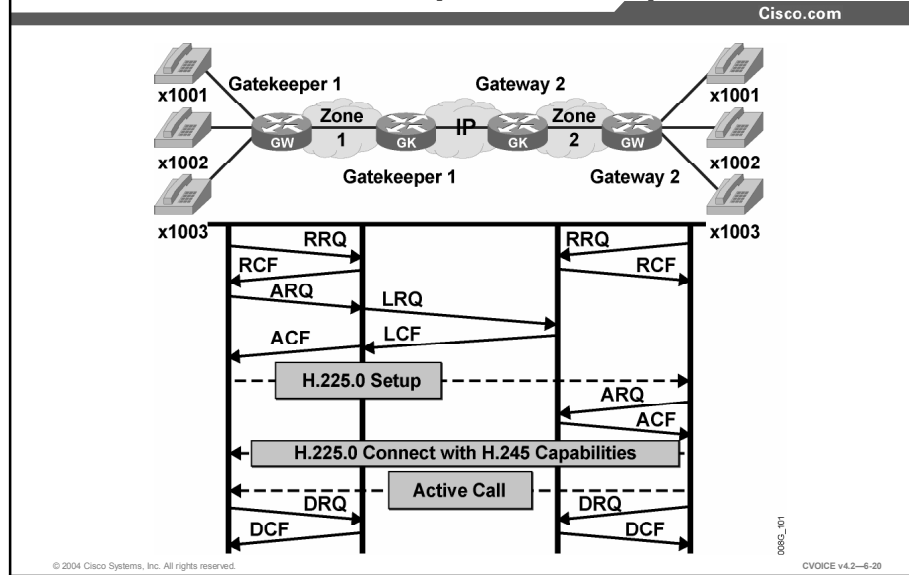 Cisco.com
Gatekeeper 1
Gateway 2
x1001
x1001
Zone
1
IP
Zone
2
GW
GK
GK
GW
x1002
x1002
Gatekeeper 1
Gateway 2
x1003
x1003
RRQ
RRQ
RCF
RCF
ARQ
LRQ
ACF
LCF
H.225.0 Setup
ARQ
ACF
H.225.0 Connect with H.245 Capabilities
Active Call
DRQ
DRQ
DCF
DCF
008G_101
© 2004 Cisco Systems, Inc. All rights reserved.
CVOICE v4.2—6-20